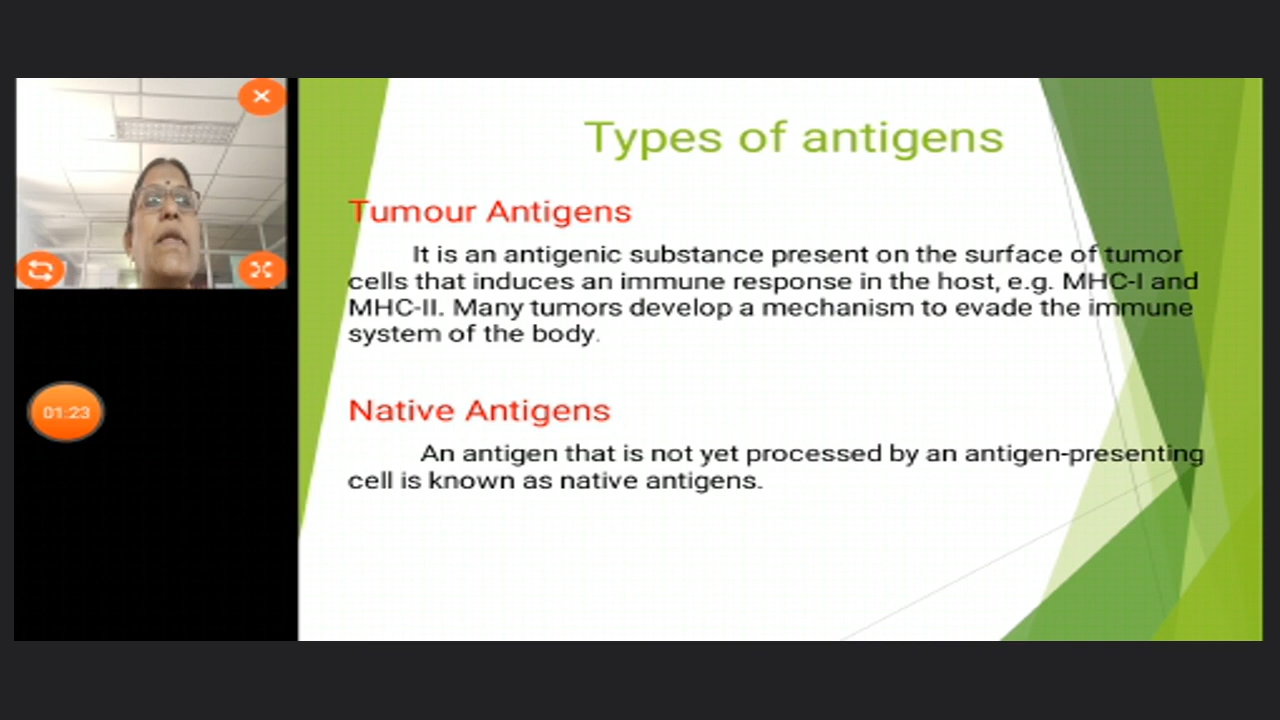 Types of antigens
Tumour Antigens
It is an antigenic substance present on the surface of tumor
cells that induces an immune response in the host, e.g. MHC-I and
MHC-II. Many tumors develop a mechanism to evade the immune
system of the body.
Native Antigens
An antigen that is not yet processed by an antigen-presenting
cell is known as native antigens.
01:23